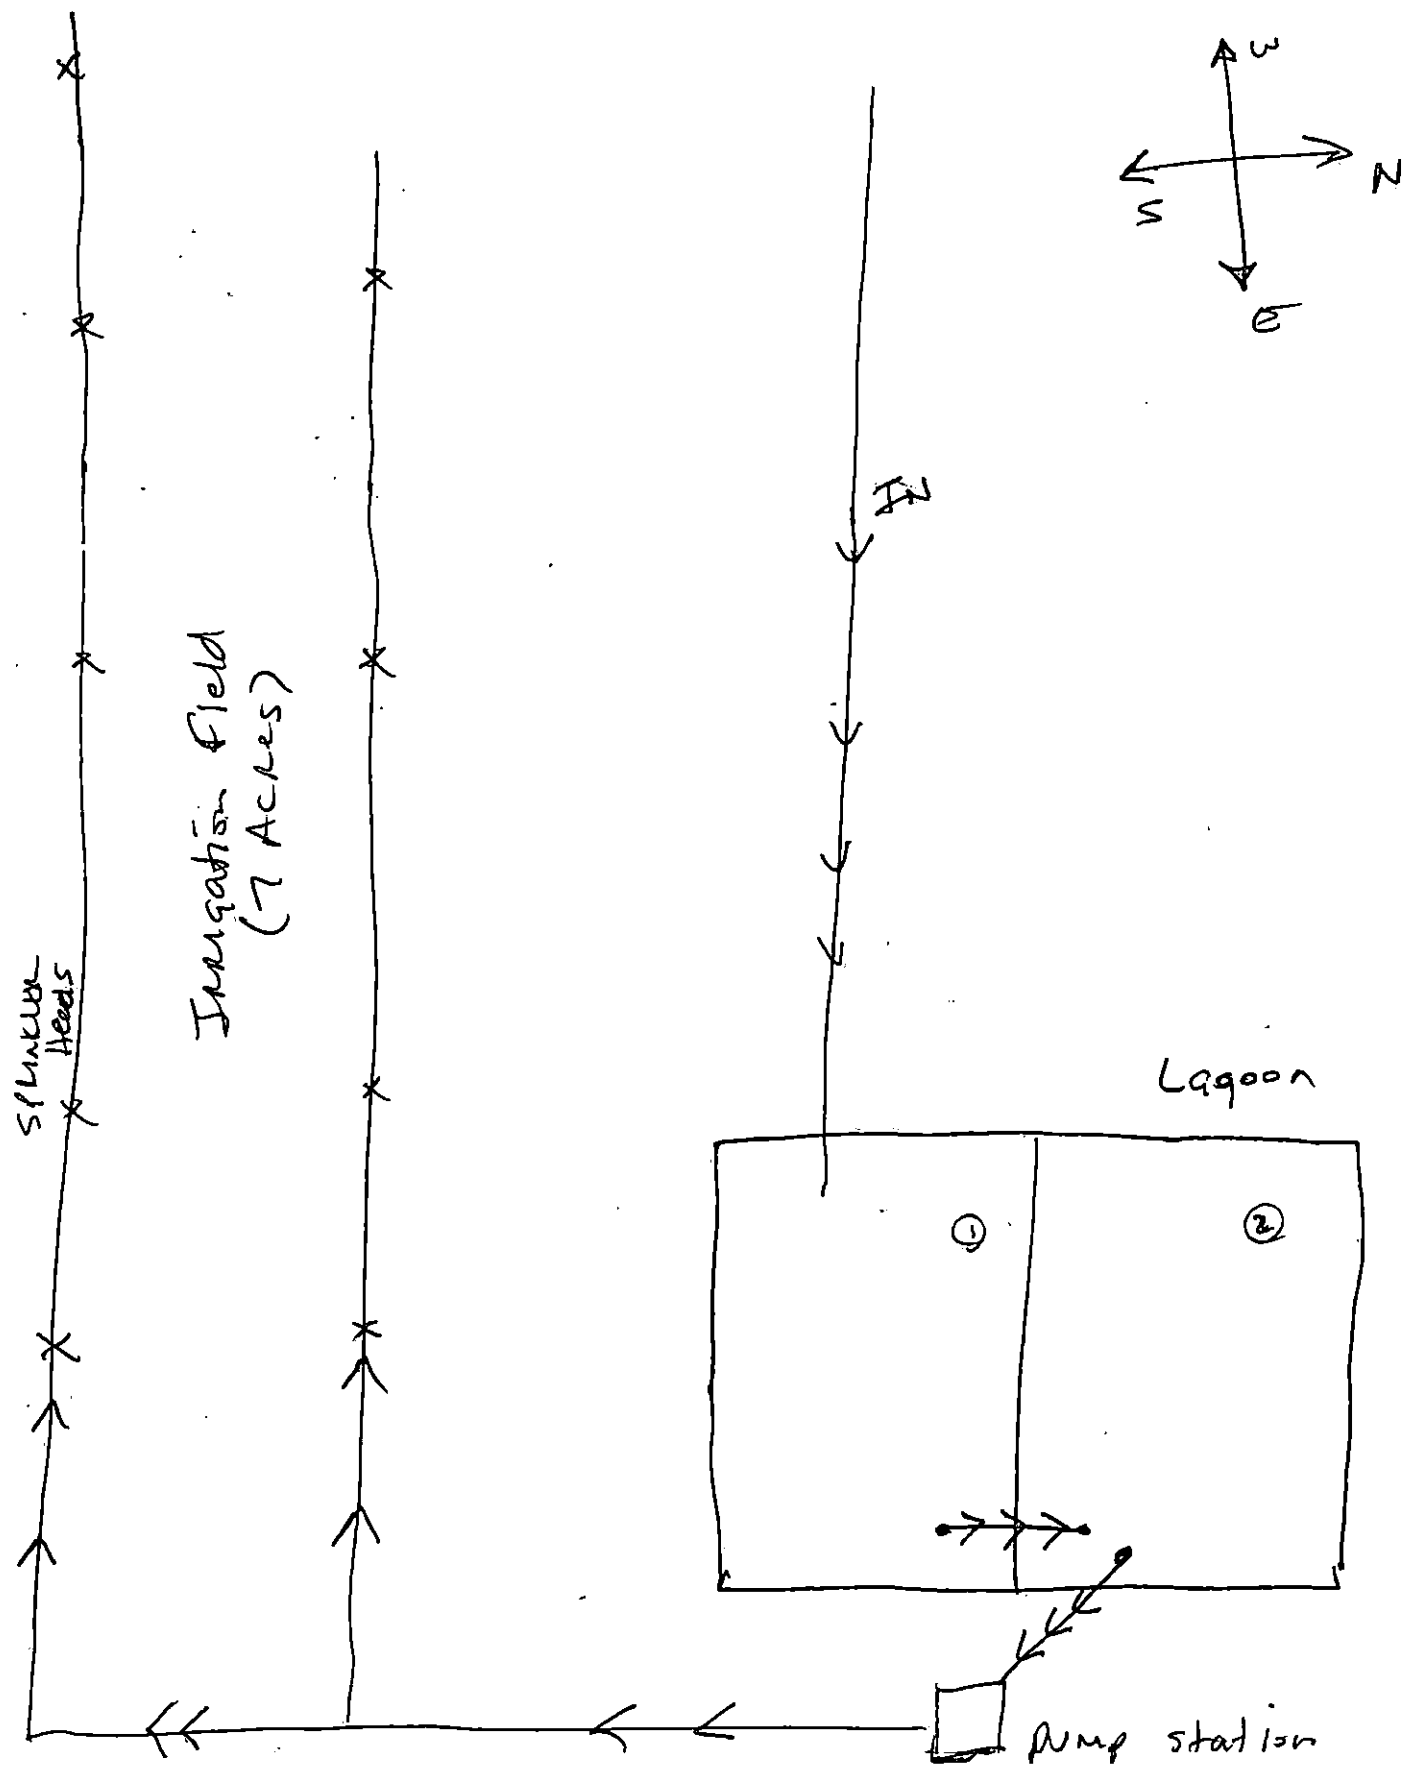 W
N
S
E
IN
Irrigation Field
(7 Acres)
Sprinkler
Heads
Lagoon
1
2
pump station